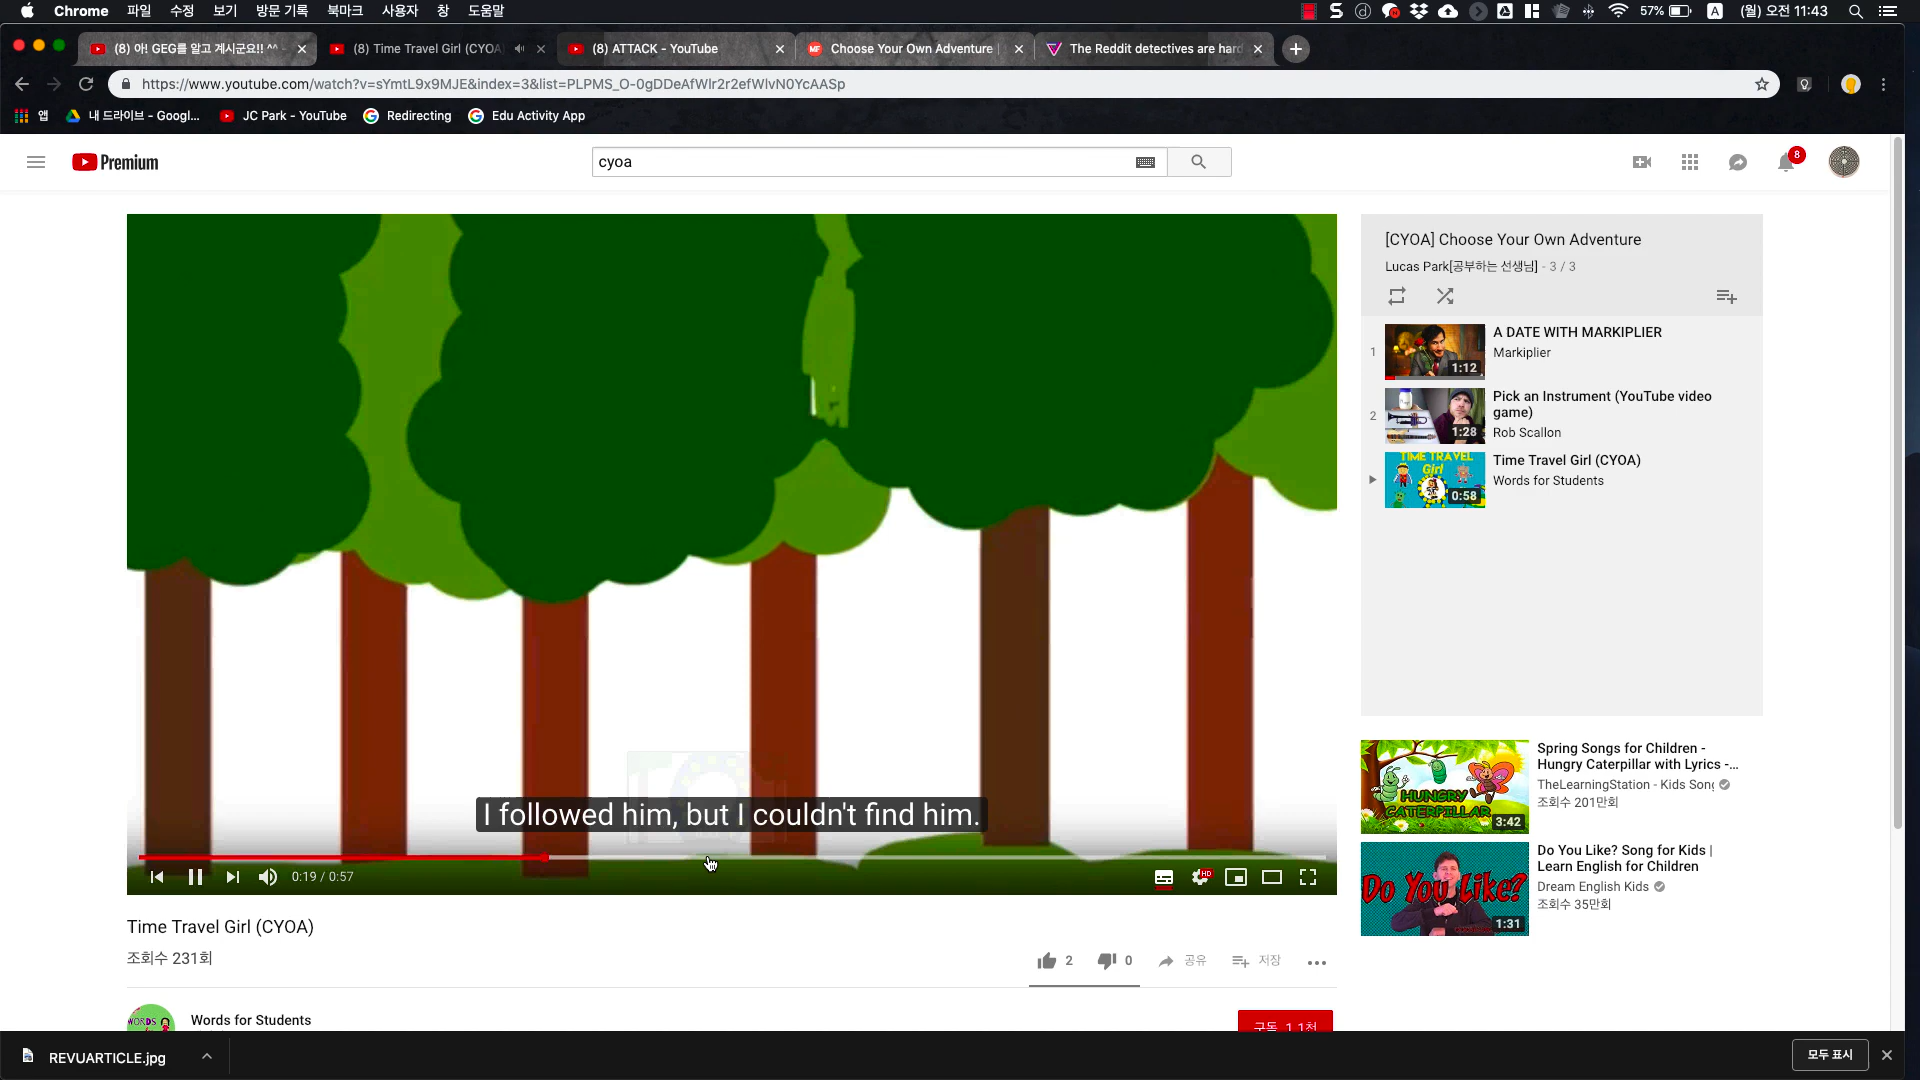 Chrome 파일 수정 보기 방문 기록 북마크 사용자 창 도움말 57% A (월) 오전 11:43
(8) 아! GEG를 알고 계시군요!! ^^ -
(8) Time Travel Girl (CYOA)
(8) ATTACK - YouTube
Choose Your Own Adventure |
The Reddit detectives are hard
https://www.youtube.com/watch?v=sYmtL9x9MJE&index=3&list=PLPMS_O-0gDDeAfWlr2r2efWlvN0YcAASp
앱 내 드라이브 - Googl... JC Park - YouTube Redirecting Edu Activity App
Premium
cyoa
8
I followed him, but I couldn't find him.
0:19 / 0:57
HD
Time Travel Girl (CYOA)
조회수 231회
2 0 공유 저장
WORDS
Words for Students
구독 1.1천
[CYOA] Choose Your Own Adventure
Lucas Park[공부하는 선생님] - 3 / 3
1
1:12
A DATE WITH MARKIPLIER
Markiplier
2
1:28
Pick an Instrument (YouTube video
game)
Rob Scallon
TIME TRAVEL
Girl
0:58
Time Travel Girl (CYOA)
Words for Students
HUNGRY
CATERPILLAR
3:42
Spring Songs for Children -
Hungry Caterpillar with Lyrics -...
TheLearningStation - Kids Song
조회수 201만회
Do You Like?
1:31
Do You Like? Song for Kids |
Learn English for Children
Dream English Kids
조회수 35만회
REVUARTICLE.jpg
모두 표시